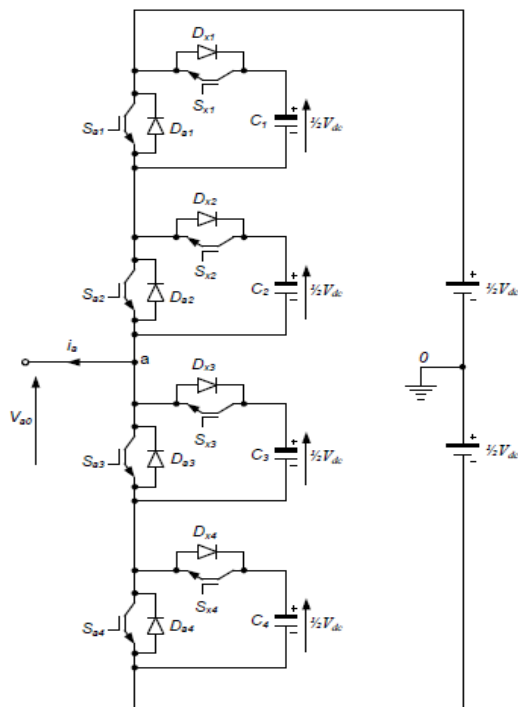 Dx1
Sx1
Sa1
Da1
C1
+
½Vdc
Dx2
Sx2
Sa2
Da2
C2
+
½Vdc
+
½Vdc
ia
a
0
Va0
Dx3
Sx3
Sa3
Da3
C3
+
½Vdc
+
½Vdc
Dx4
Sx4
Sa4
Da4
C4
+
½Vdc